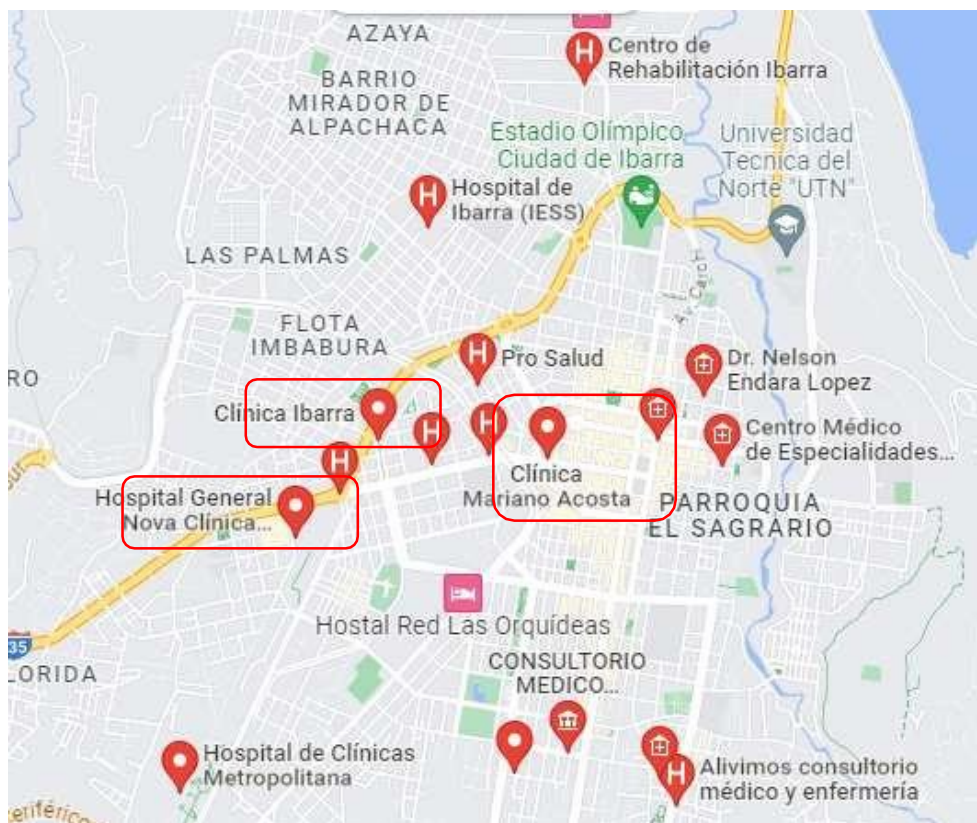 AZAYA
Centro de
Rehabilitación Ibarra
BARRIO
MIRADOR DE
ALPACHACA
Estadio Olímpico
Ciudad de Ibarra
Universidad
Tecnica del
Norte "UTN"
Hospital de
Ibarra (IESS)
LAS PALMAS
FLOTA
IMBABURA
Pro Salud
Dr. Nelson
Endara Lopez
RO
Clínica Ibarra
Centro Médico
de Especialidades...
Clínica
Mariano Acosta
Hospital General
Nova Clínica...
PARROQUIA
EL SAGRARIO
Hostal Red Las Orquídeas
35
LORIDA
CONSULTORIO
MEDICO...
Hospital de Clínicas
Metropolitana
Alivimos consultorio
médico y enfermería
eriférico
H
H
H
H
H
H
H